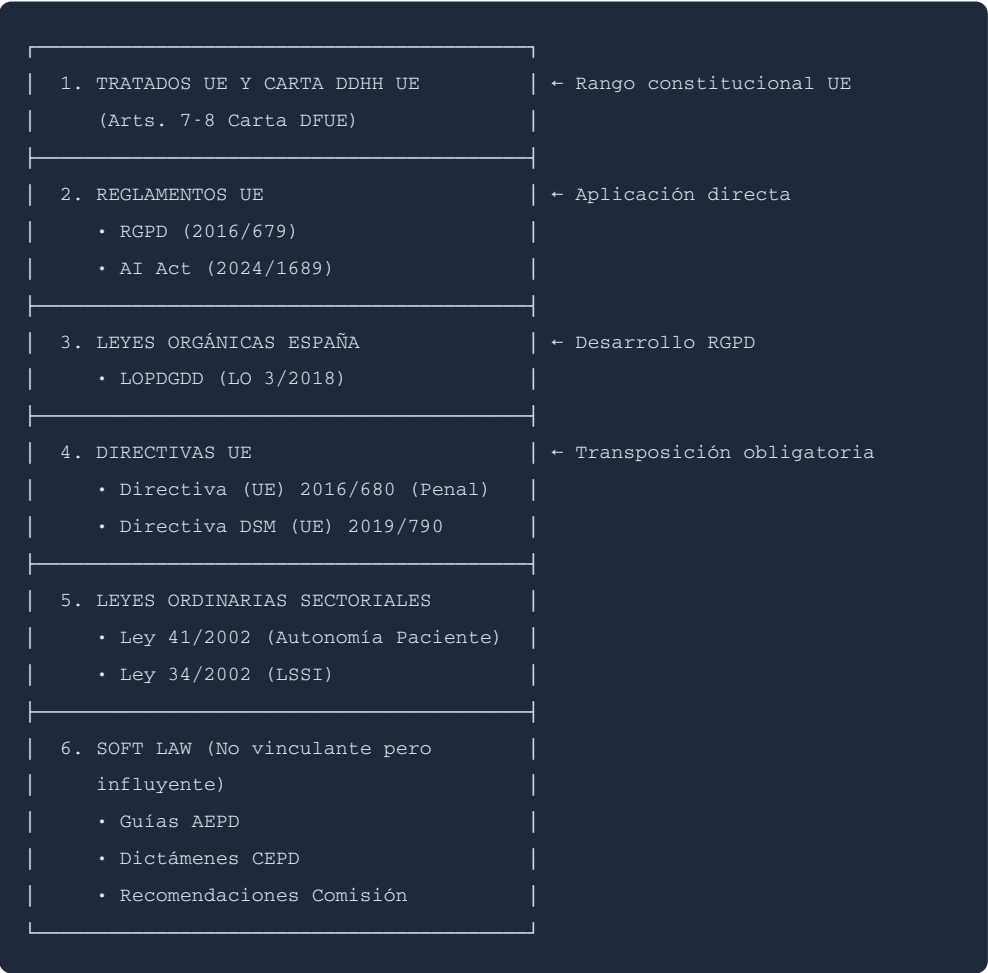 1. TRATADOS UE Y CARTA DDHH UE ← Rango constitucional UE
(Arts. 7-8 Carta DFUE)
2. REGLAMENTOS UE ← Aplicación directa
• RGPD (2016/679)
• AI Act (2024/1689)
3. LEYES ORGÁNICAS ESPAÑA ← Desarrollo RGPD
• LOPDGDD (LO 3/2018)
4. DIRECTIVAS UE ← Transposición obligatoria
• Directiva (UE) 2016/680 (Penal)
• Directiva DSM (UE) 2019/790
5. LEYES ORDINARIAS SECTORIALES
• Ley 41/2002 (Autonomía Paciente)
• Ley 34/2002 (LSSI)
6. SOFT LAW (No vinculante pero
influyente)
• Guías AEPD
• Dictámenes CEPD
• Recomendaciones Comisión